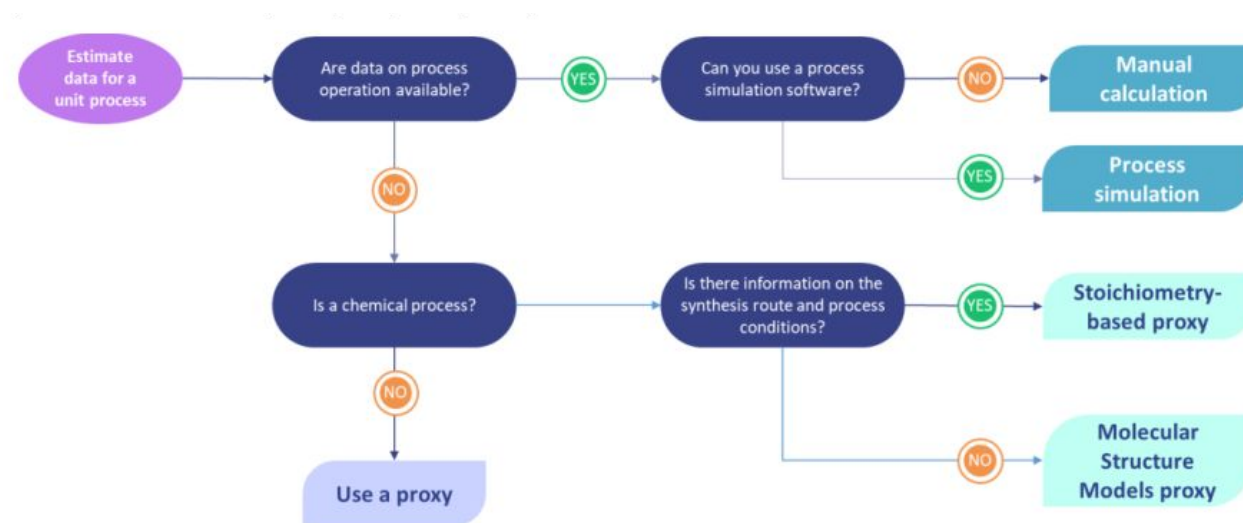 Estimate
data for a
unit process
Are data on process
operation available?
YES
Can you use a process
simulation software?
NO
Manual
calculation
YES
Process
simulation
NO
Is a chemical process?
Is there information on the
synthesis route and process
conditions?
YES
Stoichiometry-
based proxy
NO
Use a proxy
NO
Molecular
Structure
Models proxy